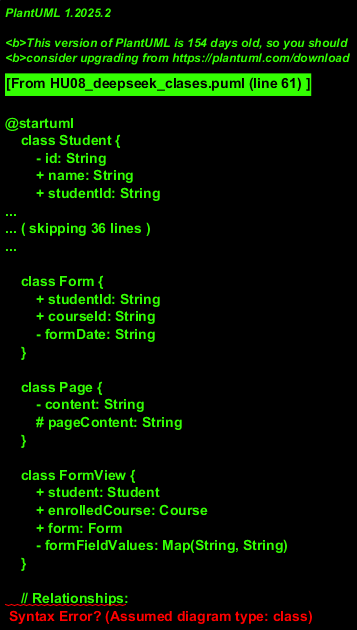 PlantUML 1.2025.2
<b>This version of PlantUML is 154 days old, so you should
<b>consider upgrading from https://plantuml.com/download
[From HU08_deepseek_clases.puml (line 61) ]
@startuml
class Student {
- id: String
+ name: String
+ studentId: String
...
... ( skipping 36 lines )
...
class Form {
+ studentId: String
+ courseId: String
- formDate: String
}
class Page {
- content: String
# pageContent: String
}
class FormView {
+ student: Student
+ enrolledCourse: Course
+ form: Form
- formFieldValues: Map(String, String)
}
// Relationships:
Syntax Error? (Assumed diagram type: class)